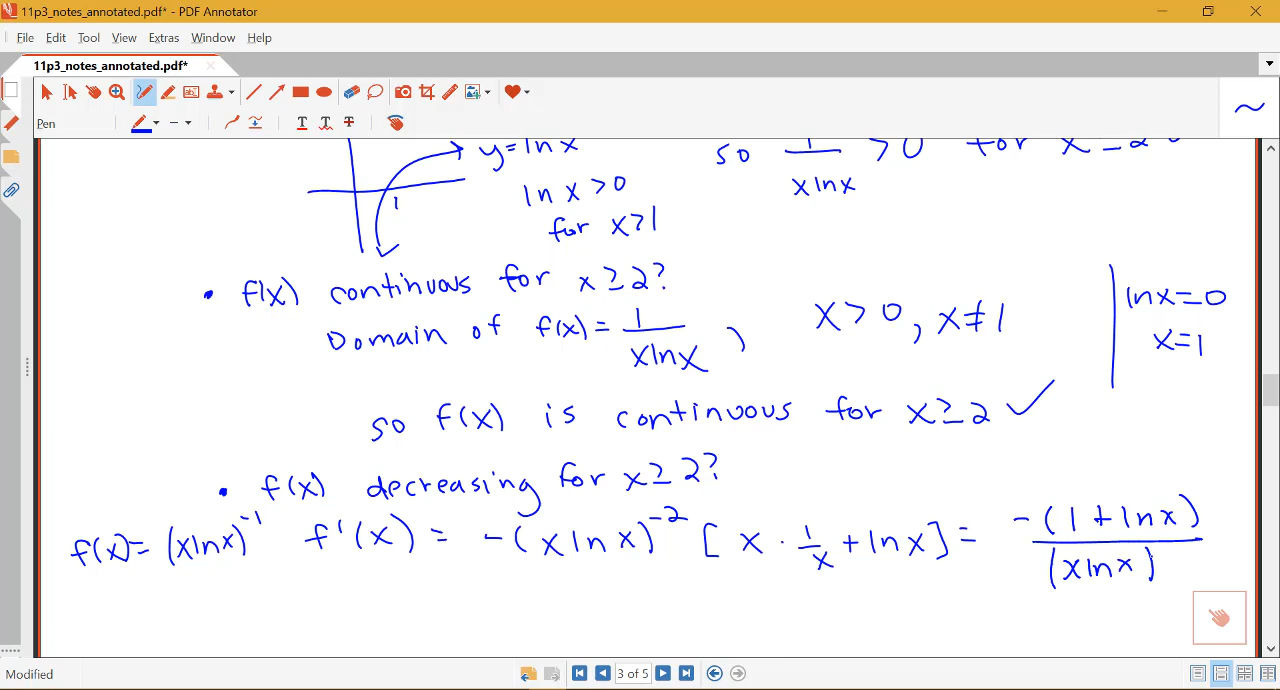 11p3_notes_annotated.pdf* - PDF Annotator
File Edit Tool View Extras Window Help
11p3_notes_annotated.pdf*
Pen
y=ln x
ln x >0
for x>1
so 1/(x ln x) >0 for x
• f(x) continuous for x≥2?
Domain of f(x)= 1/(x ln x), x>0, x≠1
ln x=0
x=1
so f(x) is continuous for x≥2 ✓
• f(x) decreasing for x≥2?
f(x)=(x ln x)^-1 f'(x) = -(x ln x)^-2 [x · 1/x + ln x] = -(1+ln x)/(x ln x)
Modified
3 of 5